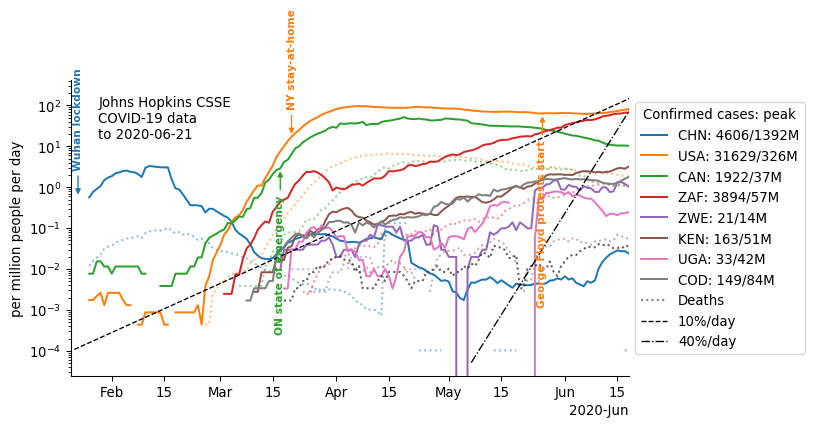 Wuhan lockdown
NY stay-at-home
ON state of emergency
George Floyd protests start
Johns Hopkins CSSE
COVID-19 data
to 2020-06-21
per million people per day
10²
10¹
10⁰
10⁻¹
10⁻²
10⁻³
10⁻⁴
Feb 15 Mar 15 Apr 15 May 15 Jun 15
2020-Jun
Confirmed cases: peak
CHN: 4606/1392M
USA: 31629/326M
CAN: 1922/37M
ZAF: 3894/57M
ZWE: 21/14M
KEN: 163/51M
UGA: 33/42M
COD: 149/84M
Deaths
10%/day
40%/day